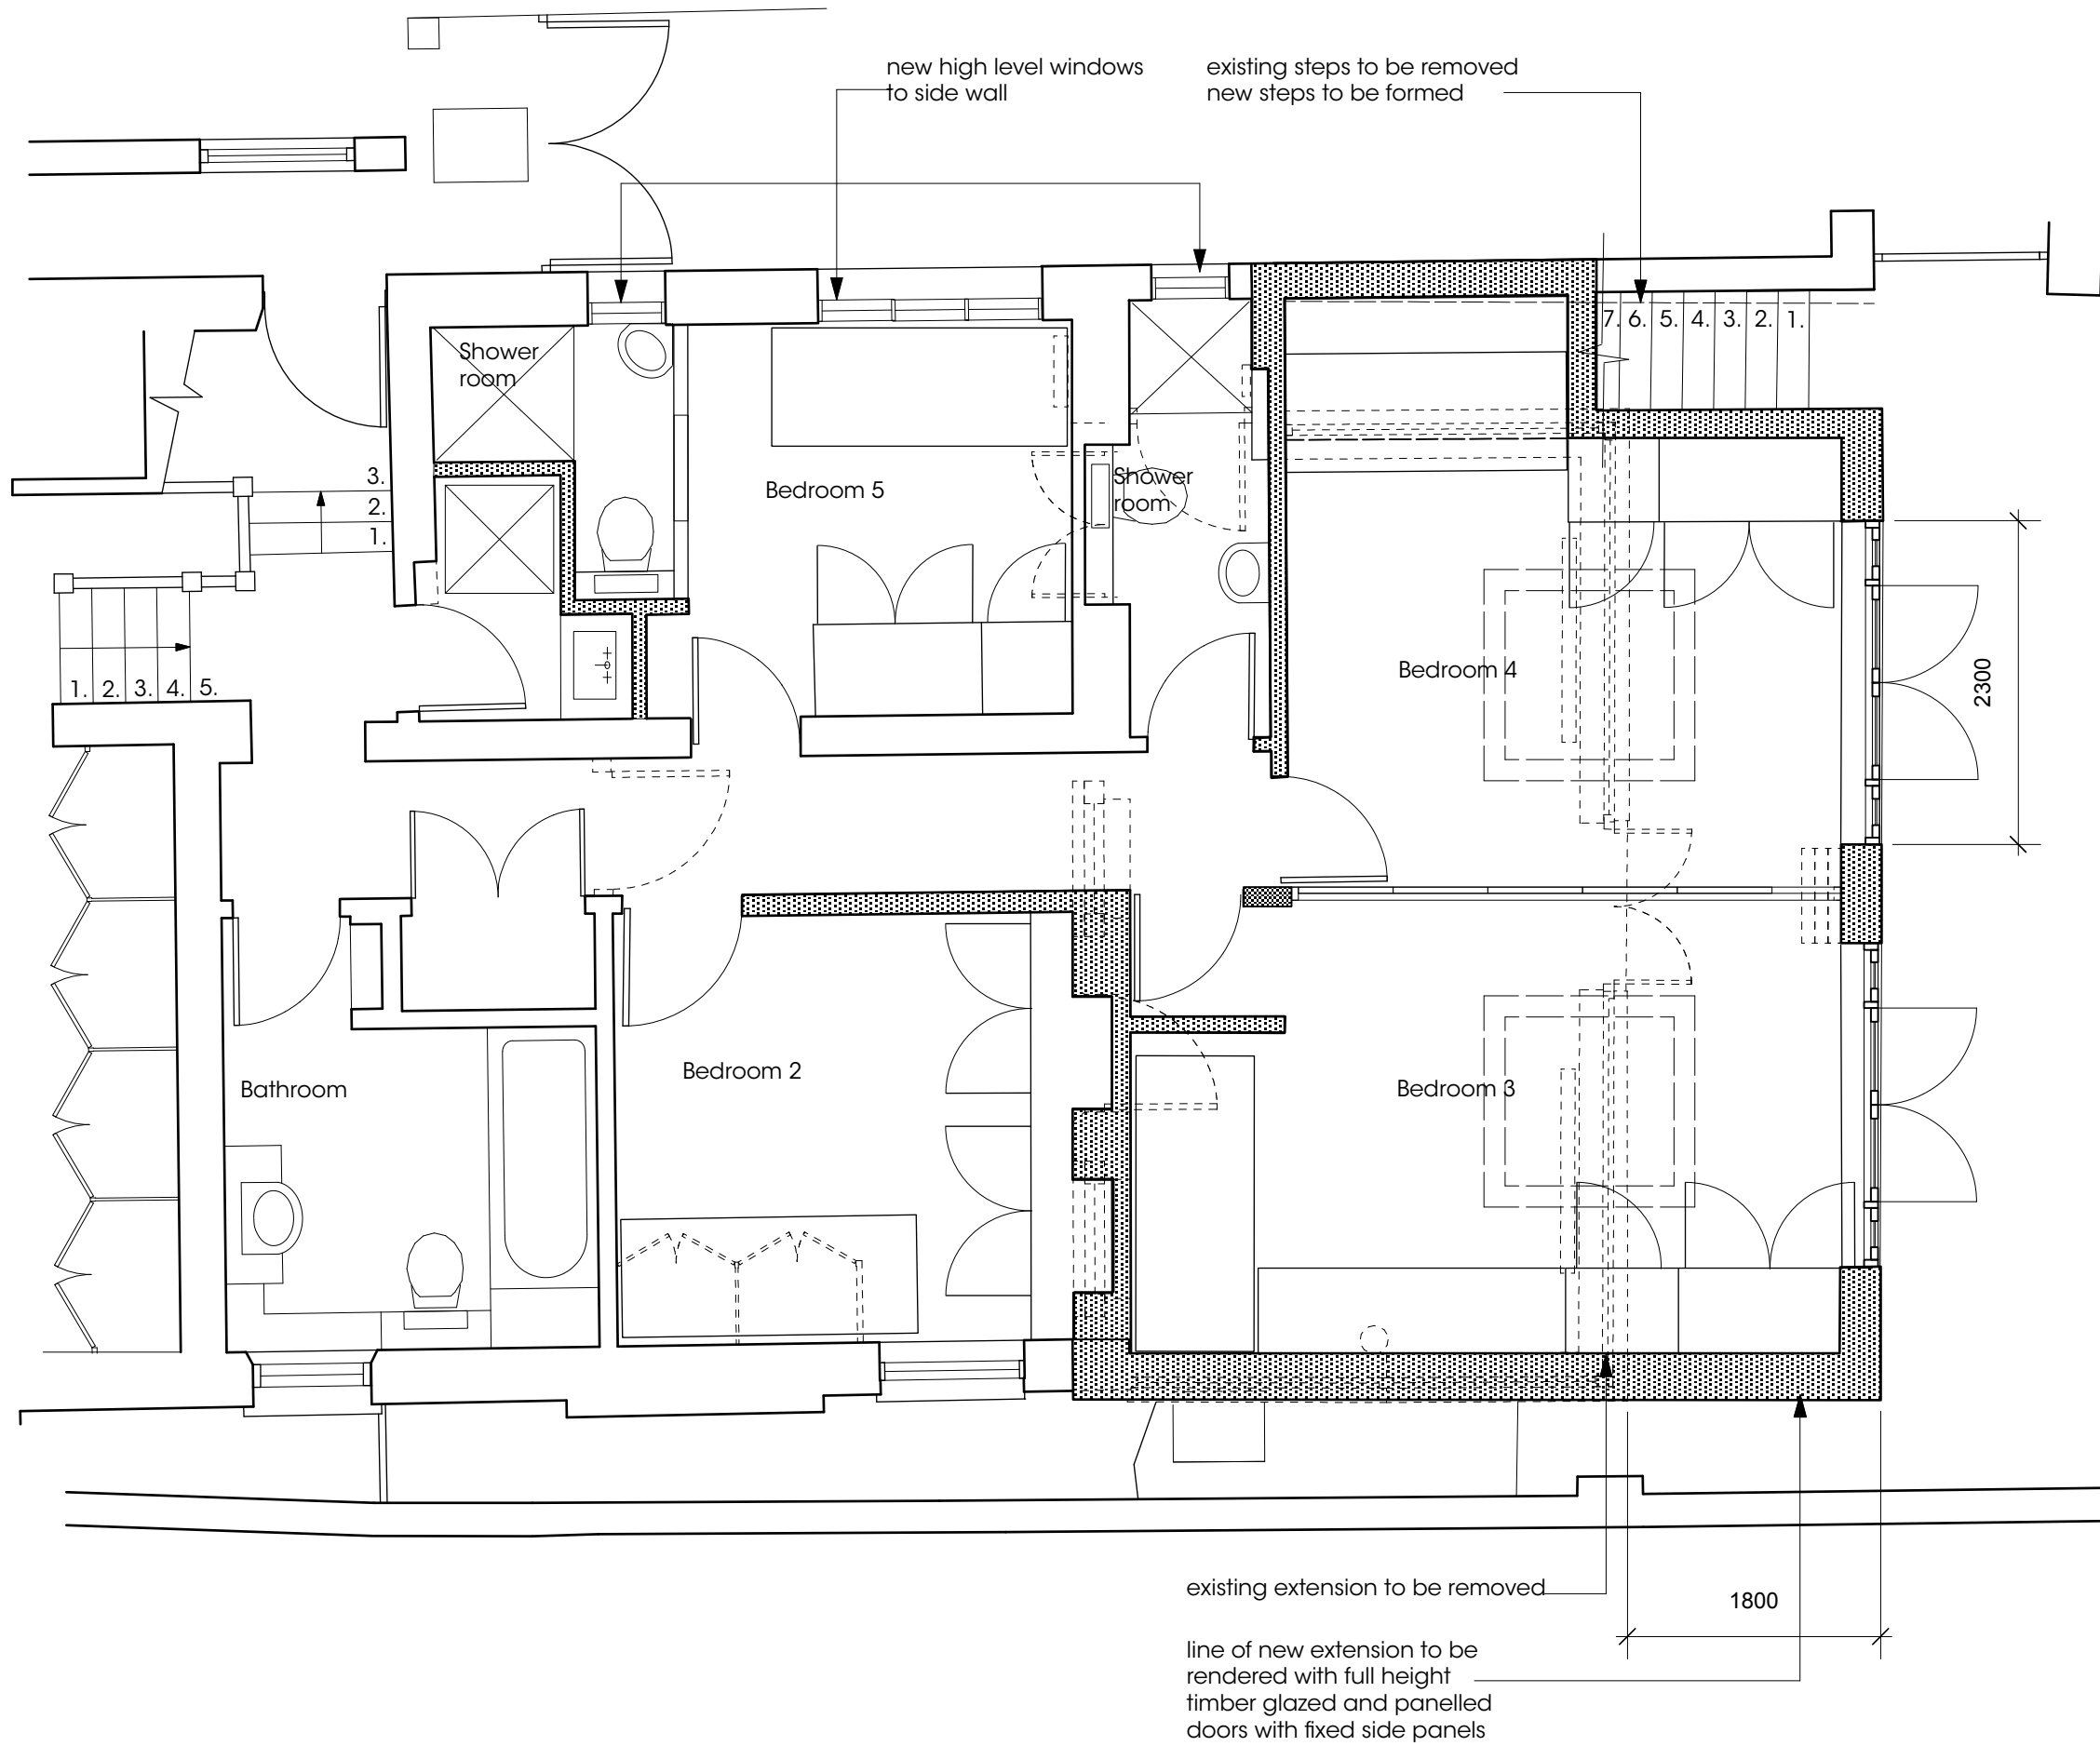 new high level windows
to side wall
existing steps to be removed
new steps to be formed
7. 6. 5. 4. 3. 2. 1.
Shower
room
3.
2.
1.
Bedroom 5
Shower
room
Bedroom 4
2300
1. 2. 3. 4. 5.
Bathroom
Bedroom 2
Bedroom 3
existing extension to be removed
1800
line of new extension to be
rendered with full height
timber glazed and panelled
doors with fixed side panels